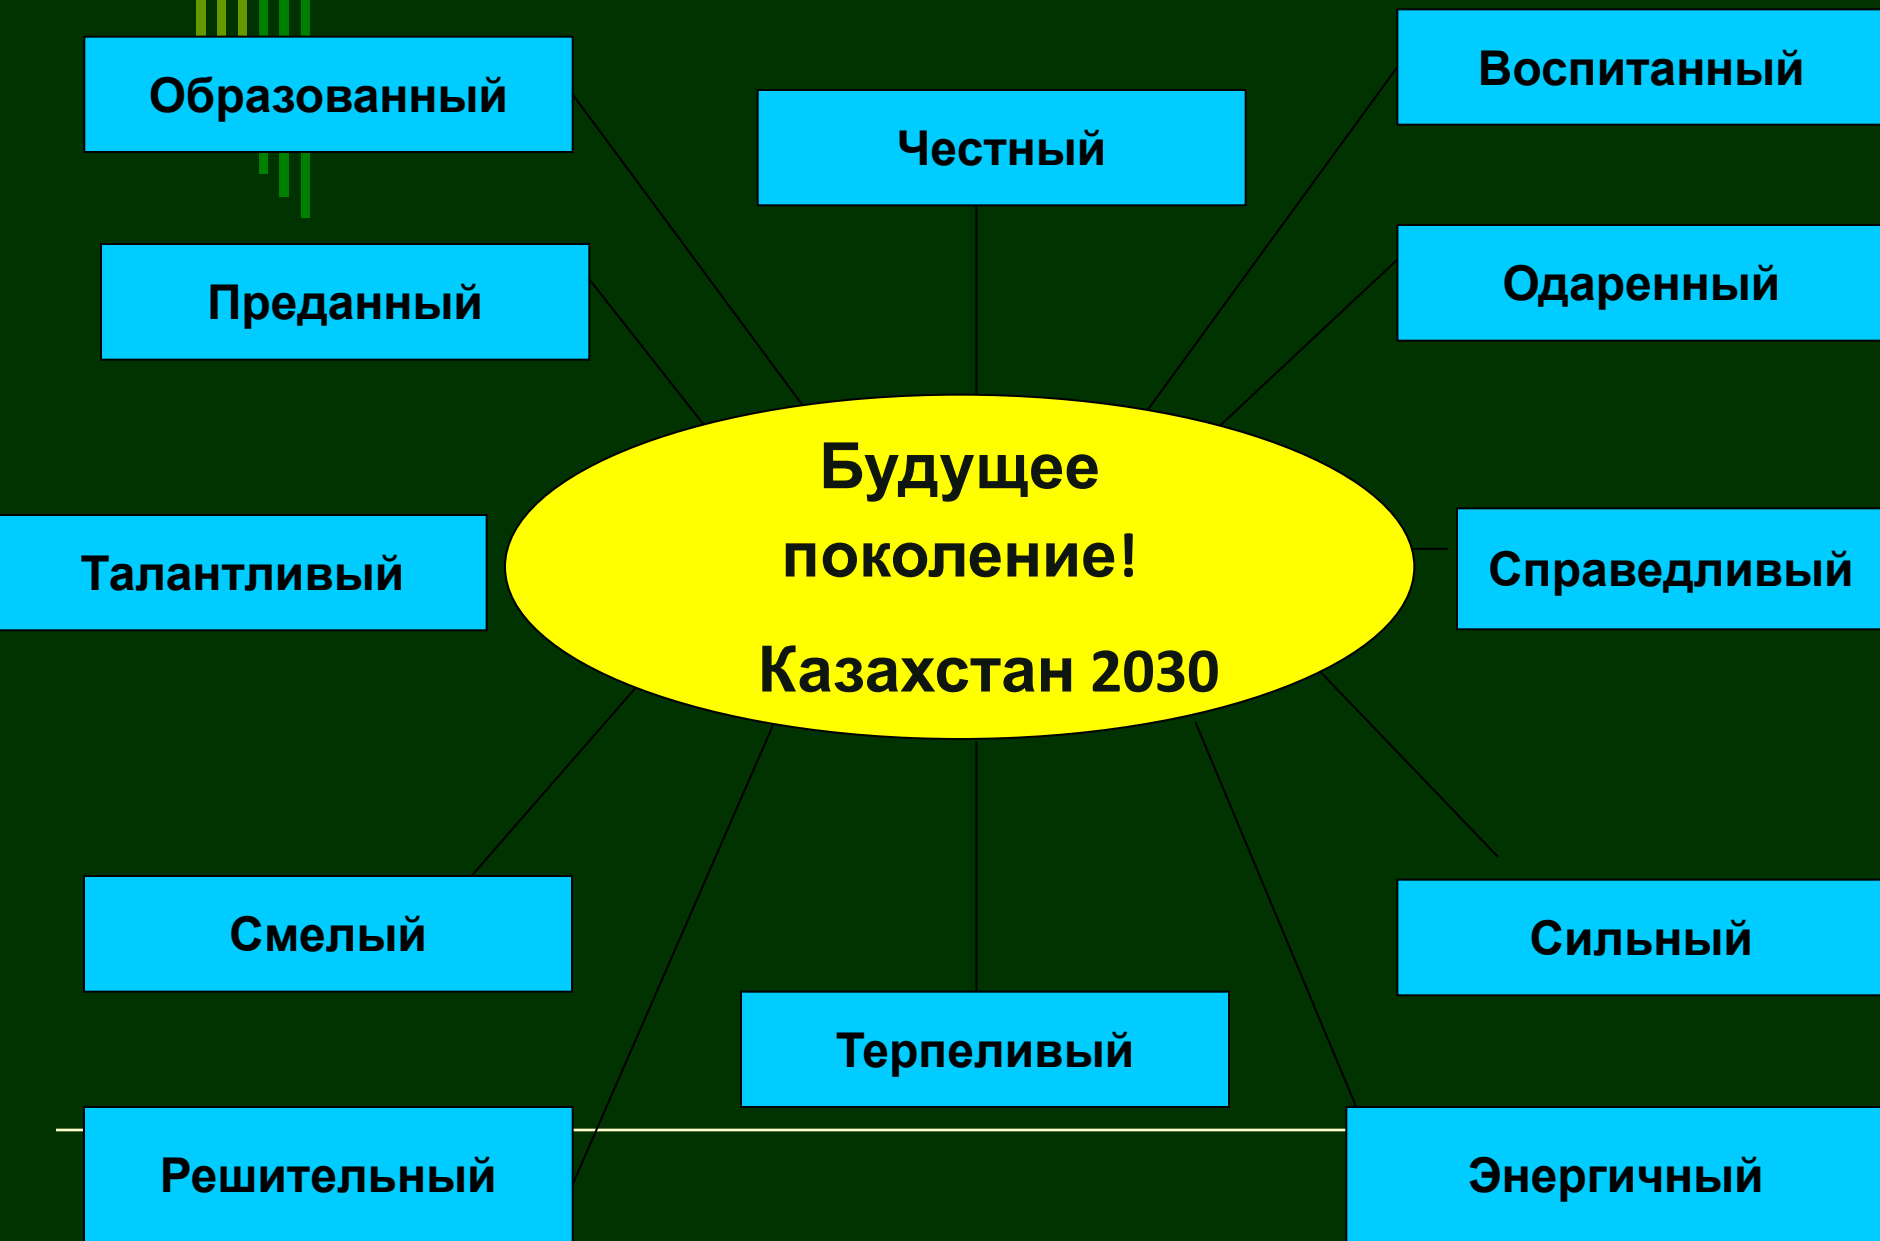 Образованный
Честный
Воспитанный
Преданный
Одаренный
Будущее
поколение!
Казахстан 2030
Талантливый
Справедливый
Смелый
Сильный
Терпеливый
Решительный
Энергичный